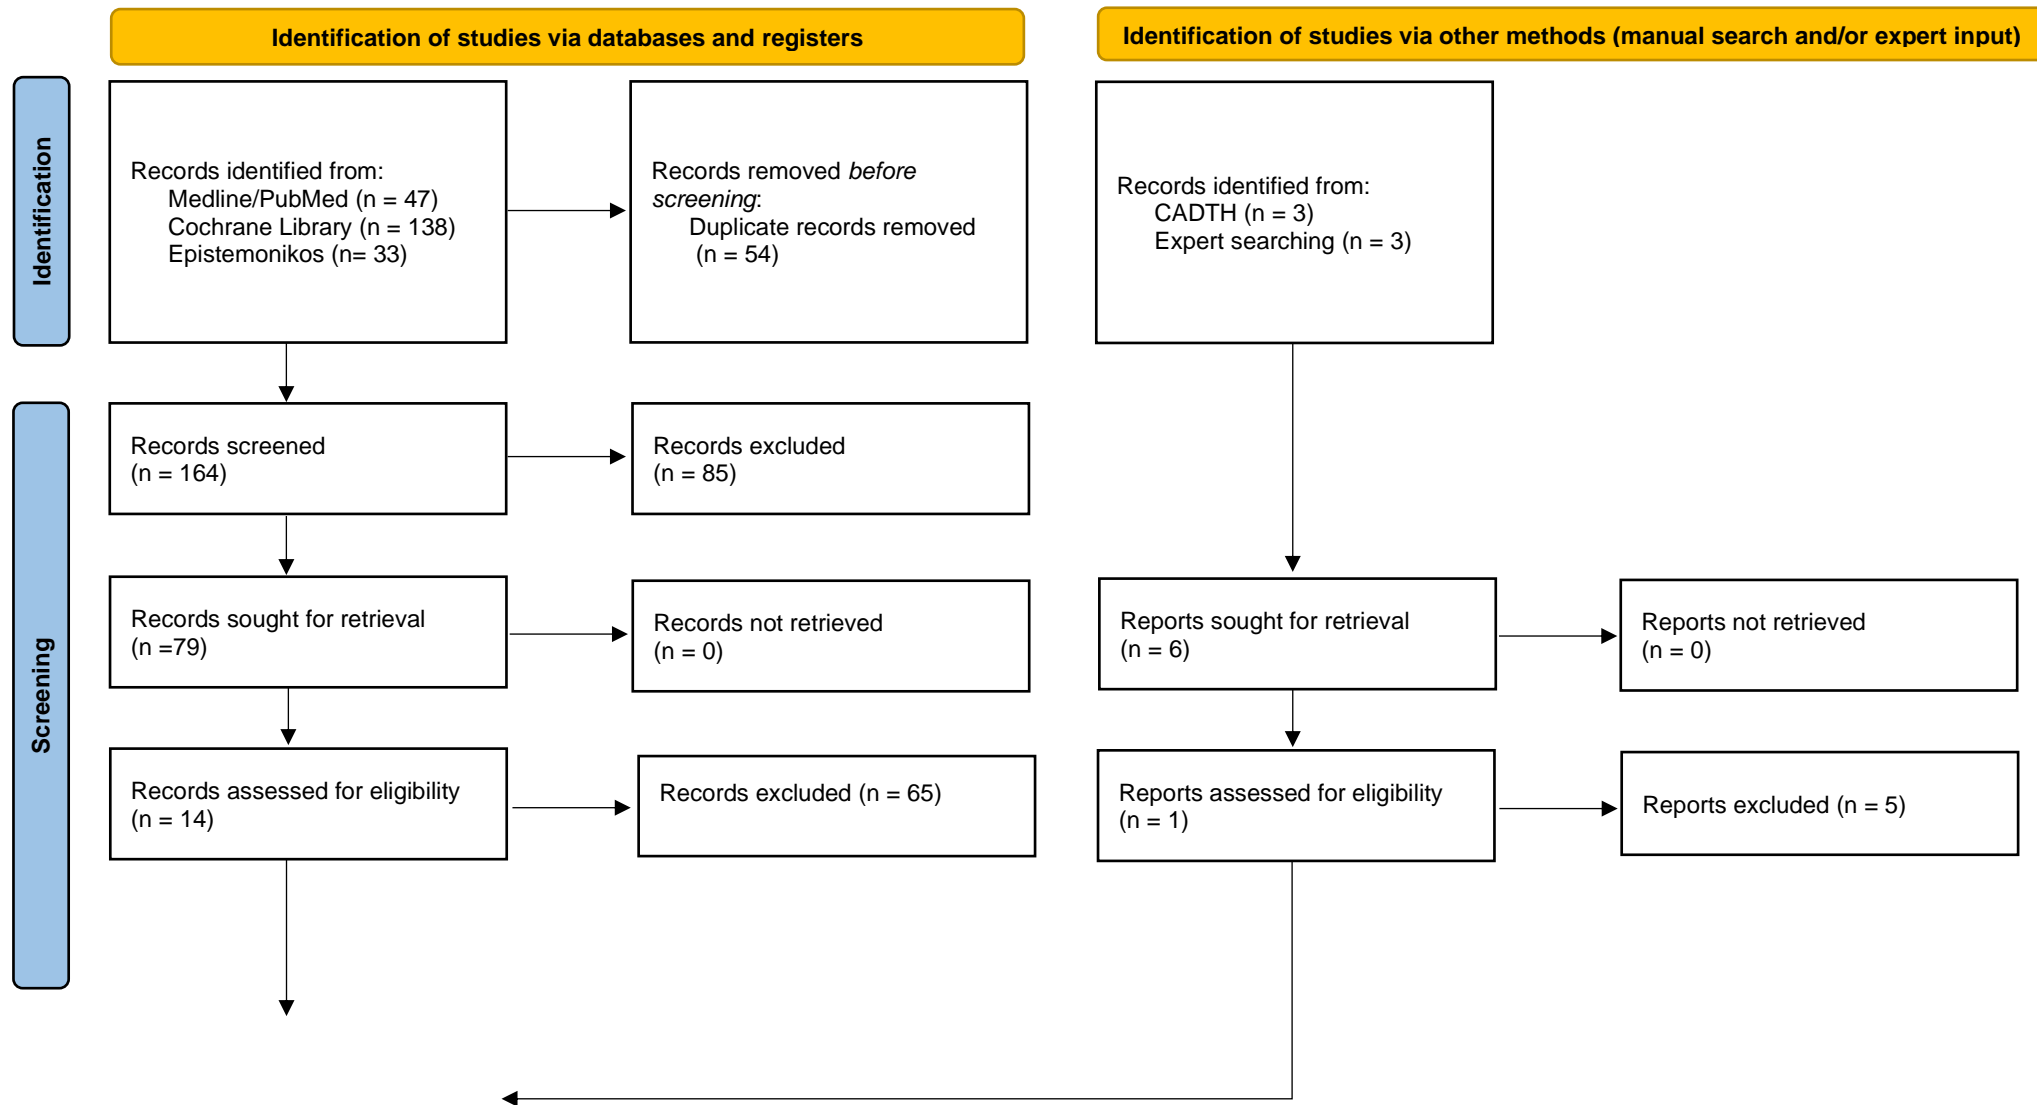 Identification of studies via databases and registers
Identification of studies via other methods (manual search and/or expert input)
Identification
Records identified from:
Medline/PubMed (n = 47)
Cochrane Library (n = 138)
Epistemonikos (n= 33)
Records removed before
screening:
Duplicate records removed
(n = 54)
Records identified from:
CADTH (n = 3)
Expert searching (n = 3)
Screening
Records screened
(n = 164)
Records excluded
(n = 85)
Records sought for retrieval
(n =79)
Records not retrieved
(n = 0)
Reports sought for retrieval
(n = 6)
Reports not retrieved
(n = 0)
Records assessed for eligibility
(n = 14)
Records excluded (n = 65)
Reports assessed for eligibility
(n = 1)
Reports excluded (n = 5)